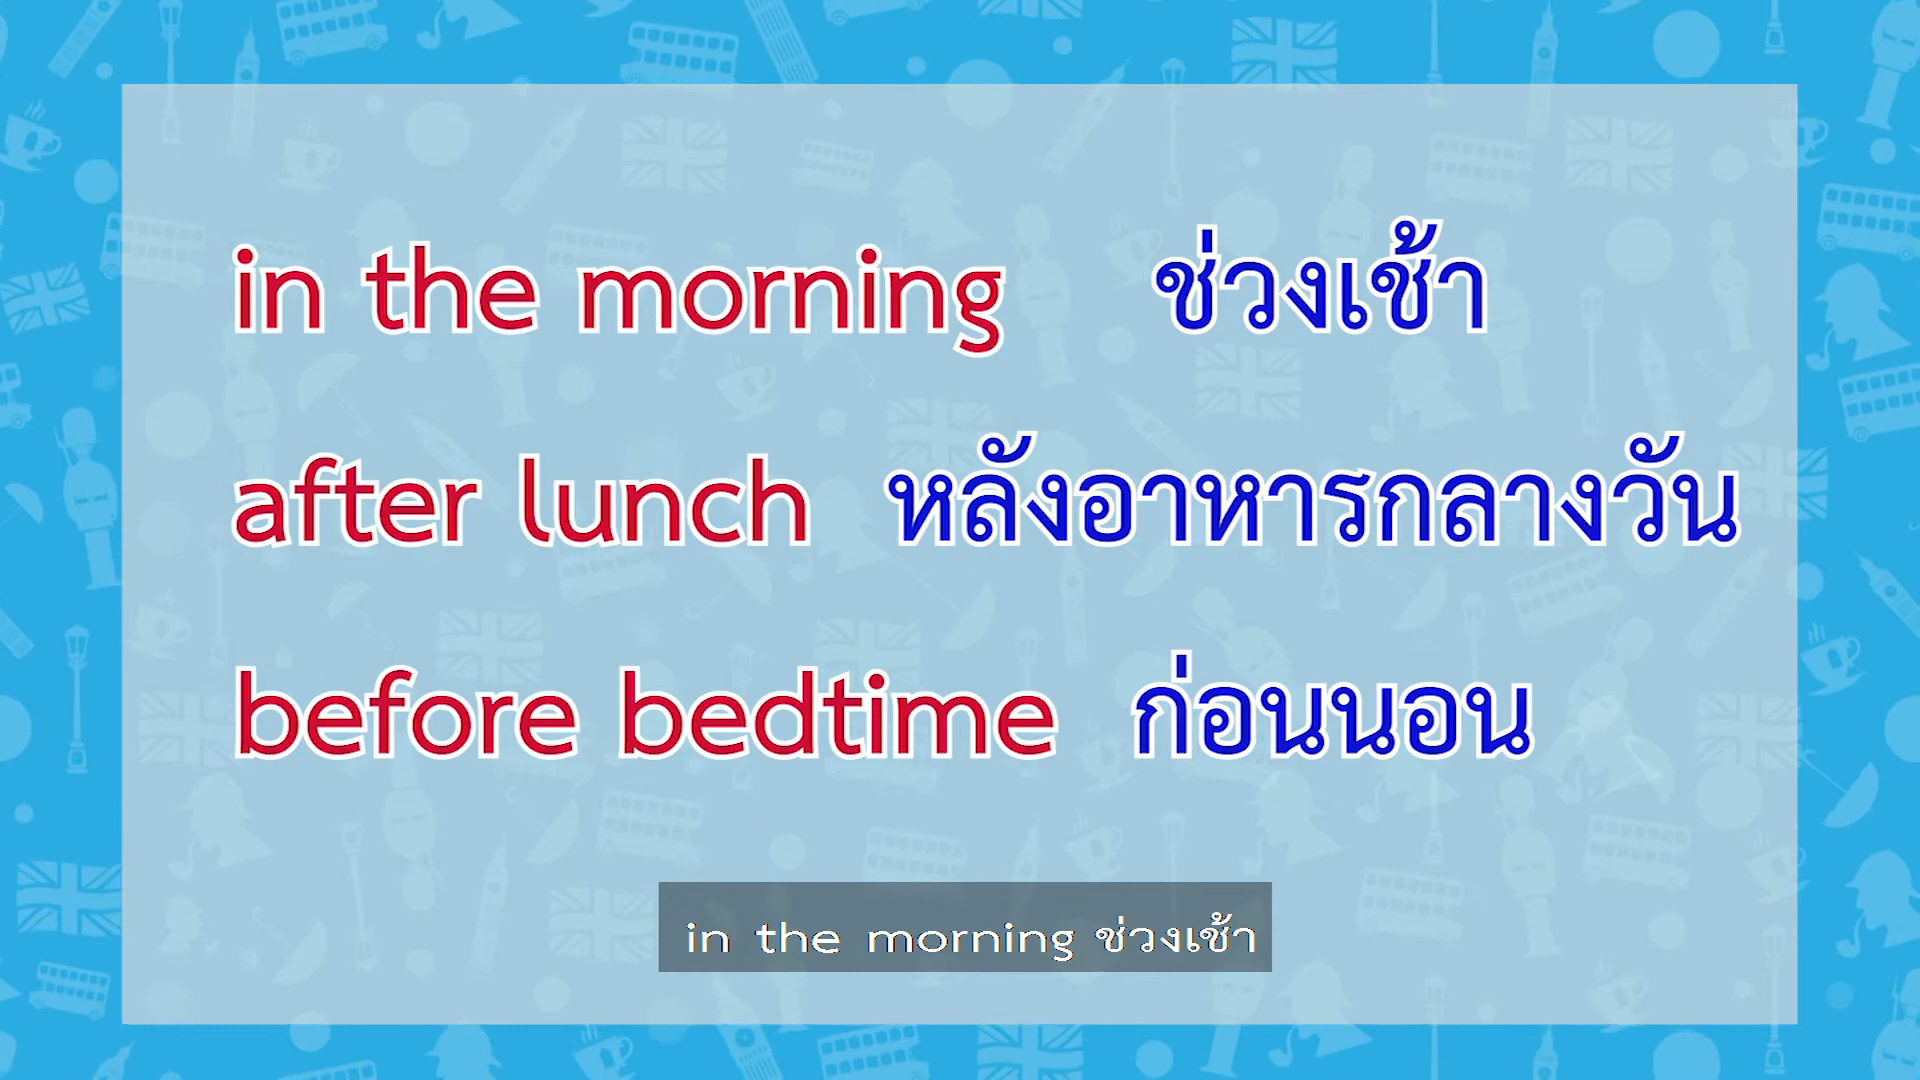 in the morning ช่วงเช้า
after lunch หลังอาหารกลางวัน
before bedtime ก่อนนอน
in the morning ช่วงเช้า